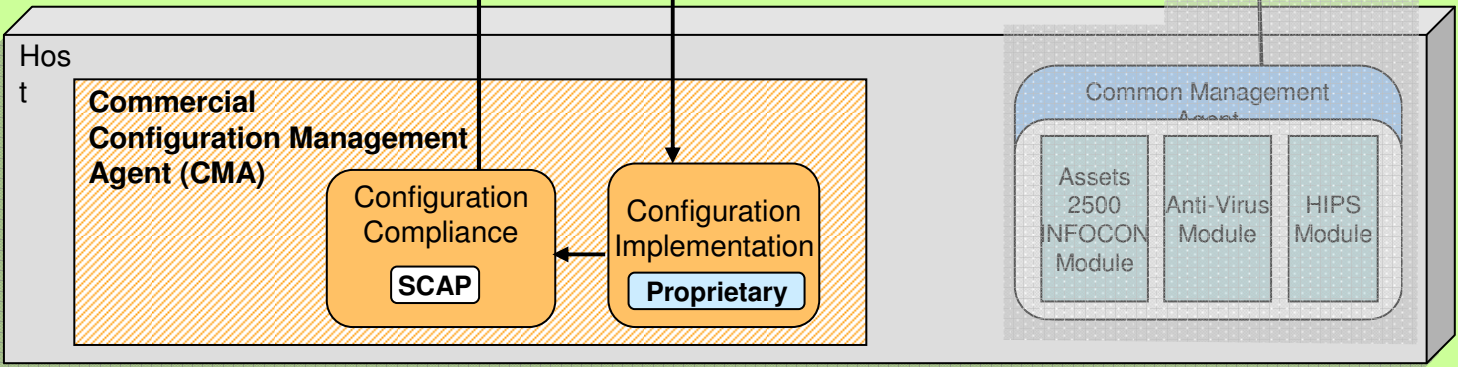 Hos
t
Commercial
Configuration Management
Agent (CMA)
Configuration
Compliance
SCAP
Configuration
Implementation
Proprietary
Common Management
Agent
Assets
2500
INFOCON
Module
Anti-Virus
Module
HIPS
Module